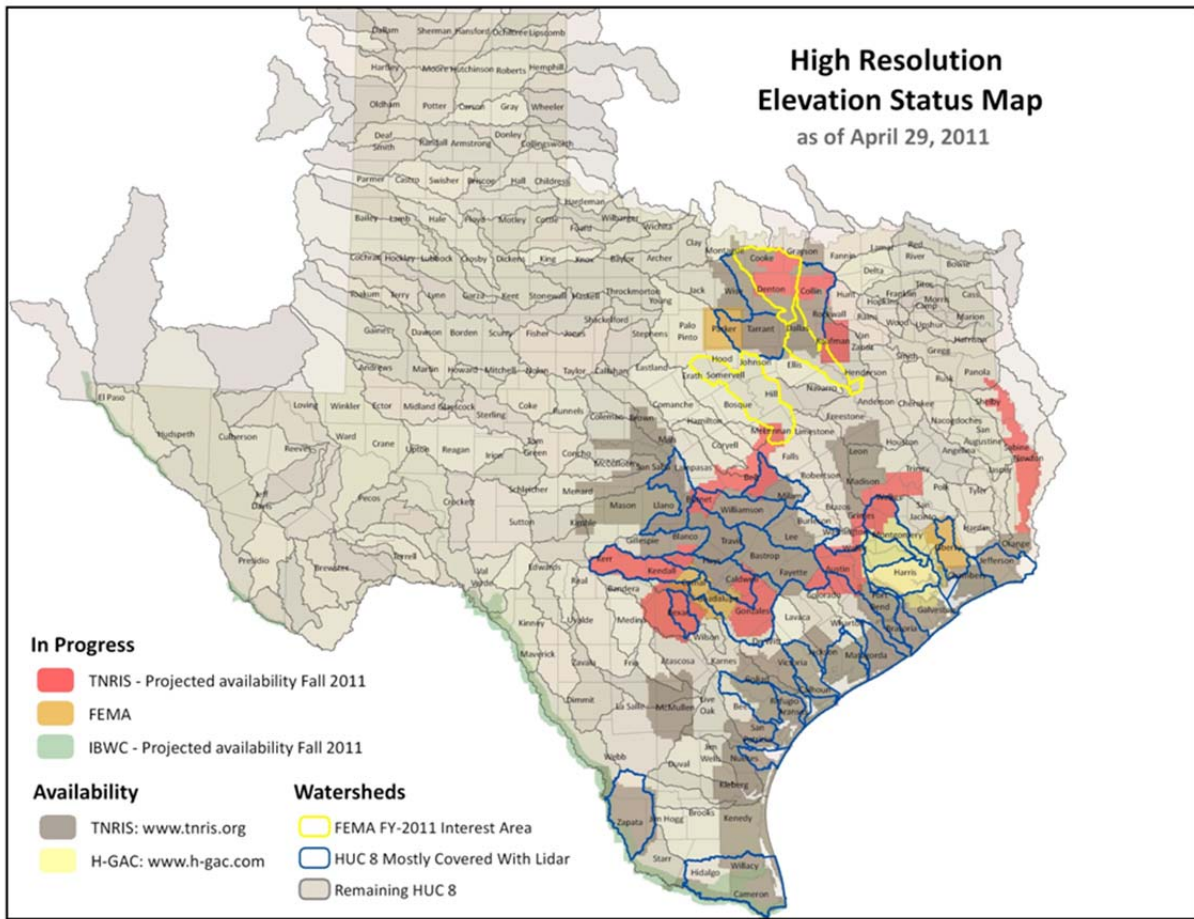 High Resolution
Elevation Status Map
as of April 29, 2011
Dallam Sherman Hansford Ochiltree Lipscomb
Hartley Moore Hutchinson Roberts Hemphill
Oldham Potter Carson Gray Wheeler
Deaf Smith Randall Armstrong Donley Collingsworth
Parmer Castro Swisher Briscoe Hall Childress
Hardeman
Bailey Lamb Hale Floyd Motley Cottle Foard Wilbarger Wichita
Clay Montague Cooke Grayson Fannin Lamar Red River Bowie
Cochran Hockley Lubbock Crosby Dickens King Knox Baylor Archer
Jack Wise Denton Collin Hunt Delta Hopkins Franklin Titus Morris Cass
Yoakum Terry Lynn Garza Kent Stonewall Haskell Throckmorton Young
Rockwall Rains Wood Camp Upshur Marion
Gaines Dawson Borden Scurry Fisher Jones Shackelford Stephens Palo Pinto Parker Tarrant Dallas Kaufman Van Zandt Smith Gregg Harrison
Andrews Martin Howard Mitchell Nolan Taylor Callahan Eastland Erath Hood Somervell Johnson Ellis Henderson Rusk Panola
El Paso Hudspeth Culberson Loving Winkler Ector Midland Glasscock Sterling Coke Runnels Coleman Brown Comanche Hamilton Bosque Hill Navarro Anderson Cherokee Shelby
Reeves Ward Crane Upton Reagan Irion Tom Green Concho McCulloch Mills Coryell McLennan Limestone Freestone Nacogdoches San Augustine Sabine
Jeff Davis Pecos Crockett Schleicher Menard San Saba Lampasas Bell Falls Robertson Leon Houston Angelina Newton Jasper
Presidio Brewster Terrell Sutton Kimble Mason Llano Burnet Williamson Milam Madison Trinity Polk Tyler
Val Verde Edwards Kerr Gillespie Blanco Travis Lee Burleson Brazos Grimes Walker San Jacinto Hardin
Real Bandera Kendall Hays Bastrop Fayette Washington Austin Montgomery Liberty Orange
Kinney Uvalde Medina Bexar Comal Guadalupe Caldwell Gonzales Colorado Harris Chambers Jefferson
Maverick Zavala Frio Atascosa Wilson Karnes DeWitt Lavaca Wharton Fort Bend Brazoria Galveston
Dimmit La Salle McMullen Live Oak Bee Goliad Victoria Jackson Matagorda
Refugio Calhoun Aransas
Webb Duval Jim Wells San Patricio Nueces
Kleberg
Zapata Jim Hogg Brooks Kenedy
Starr Hidalgo Willacy
Cameron
In Progress
TNRIS - Projected availability Fall 2011
FEMA
IBWC - Projected availability Fall 2011
Availability
TNRIS: www.tnris.org
H-GAC: www.h-gac.com
Watersheds
FEMA FY-2011 Interest Area
HUC 8 Mostly Covered With Lidar
Remaining HUC 8